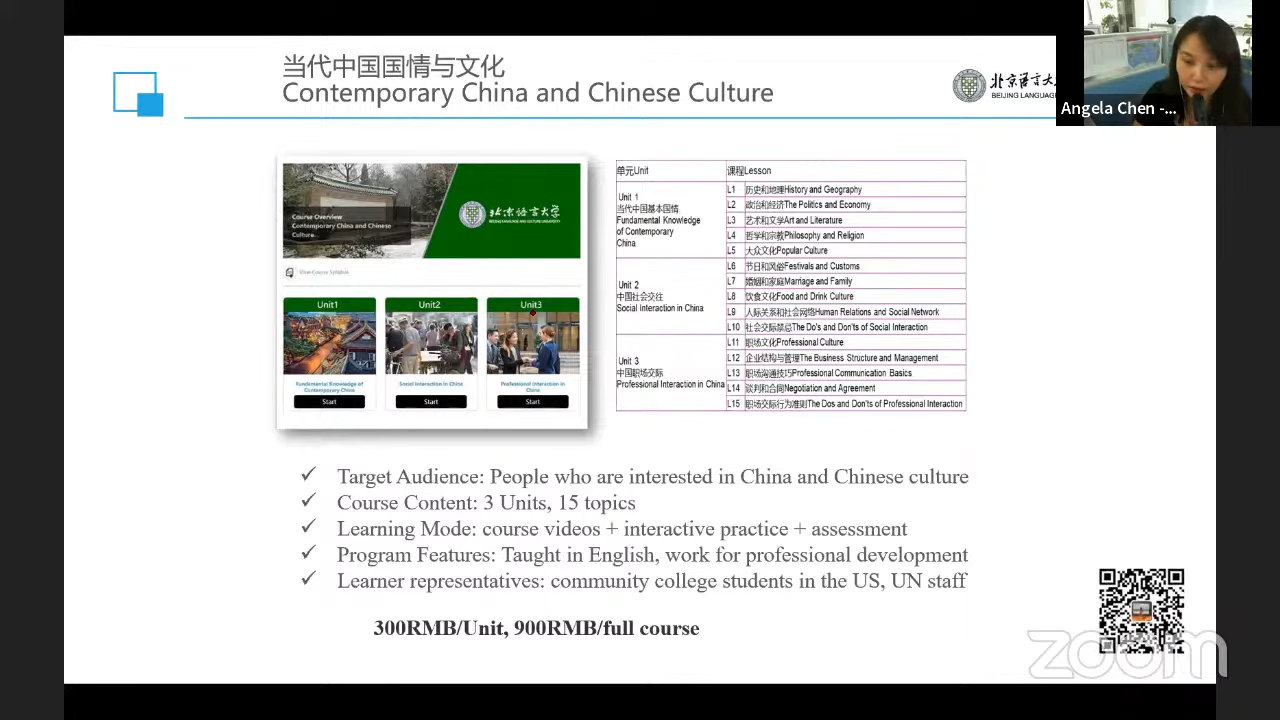 当代中国国情与文化
Contemporary China and Chinese Culture
北京语言大
BEIJING LANGUAGE
Angela Chen -...
Course Overview
Contemporary China and Chinese
Culture...
北京语言大学
BEIJING LANGUAGE AND CULTURE UNIVERSITY
View Course Syllabus
Unit1
Unit2
Unit3
Fundamental Knowledge of
Contemporary China
Social Interaction in China
Professional Interaction in
China
Start
Start
Start
单元Unit
课程Lesson
Unit 1
当代中国基本国情
Fundamental Knowledge
of Contemporary
China
L1 历史和地理History and Geography
L2 政治和经济The Politics and Economy
L3 艺术和文学Art and Literature
L4 哲学和宗教Philosophy and Religion
L5 大众文化Popular Culture
Unit 2
中国社会交往
Social Interaction in China
L6 节日和风俗Festivals and Customs
L7 婚姻和家庭Marriage and Family
L8 饮食文化Food and Drink Culture
L9 人际关系和社会网络Human Relations and Social Network
L10 社会交际禁忌The Do's and Don'ts of Social Interaction
Unit 3
中国职场交际
Professional Interaction in China
L11 职场文化Professional Culture
L12 企业结构与管理The Business Structure and Management
L13 职场沟通技巧Professional Communication Basics
L14 谈判和合同Negotiation and Agreement
L15 职场交际行为准则The Dos and Don'ts of Professional Interaction
✓ Target Audience: People who are interested in China and Chinese culture
✓ Course Content: 3 Units, 15 topics
✓ Learning Mode: course videos + interactive practice + assessment
✓ Program Features: Taught in English, work for professional development
✓ Learner representatives: community college students in the US, UN staff
300RMB/Unit, 900RMB/full course
zoom